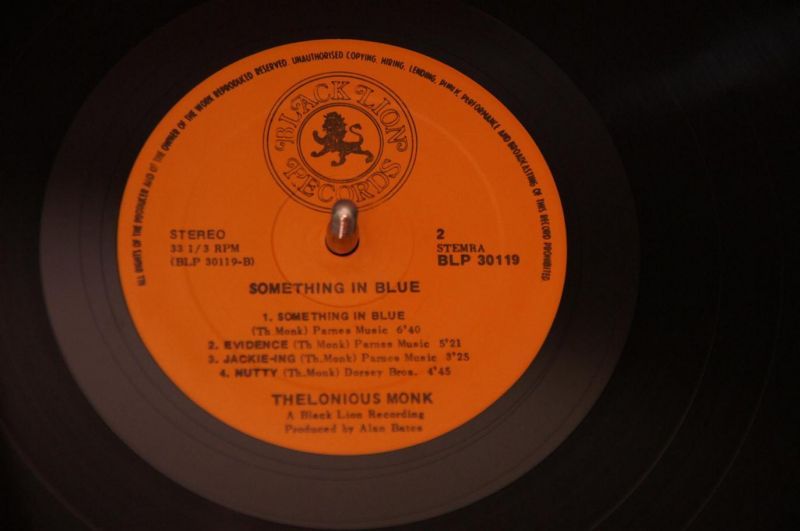 ALL RIGHTS OF THE PRODUCER AND OF THE OWNER OF THE WORK REPRODUCED RESERVED. UNAUTHORISED COPYING, HIRING, LENDING, PUBLIC PERFORMANCE AND BROADCASTING OF THIS RECORD PROHIBITED
BLACK LION
RECORDS
STEREO
33 1/3 RPM
(BLP 30119-B)
2
STEMRA
BLP 30119
SOMETHING IN BLUE
1. SOMETHING IN BLUE
(Th.Monk) Parnes Music 6'40
2. EVIDENCE (Th.Monk) Parnes Music 5'21
3. JACKIE-ING (Th.Monk) Parnes Music 3'25
4. NUTTY (Th.Monk) Dorsey Bros. 4'45
THELONIOUS MONK
A Black Lion Recording
Produced by Alan Bates